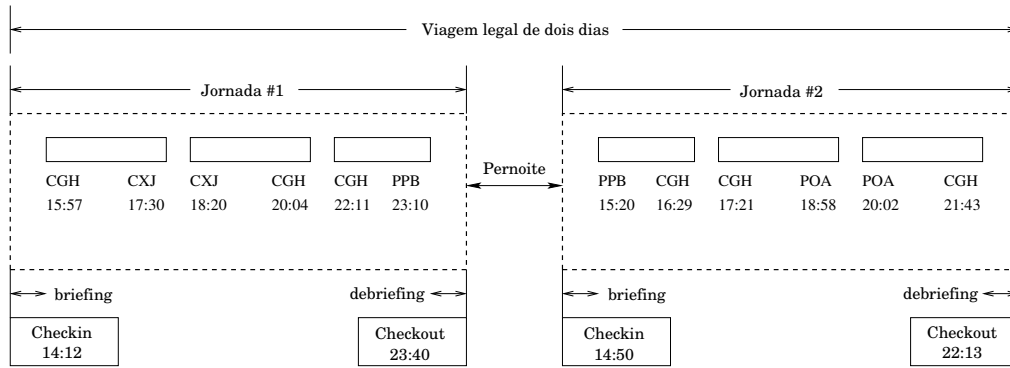 Viagem legal de dois dias
Jornada #1
Jornada #2
CGH CXJ CXJ CGH CGH PPB
15:57 17:30 18:20 20:04 22:11 23:10
Pernoite
PPB CGH CGH POA POA CGH
15:20 16:29 17:21 18:58 20:02 21:43
briefing
debriefing
briefing
debriefing
Checkin
14:12
Checkout
23:40
Checkin
14:50
Checkout
22:13